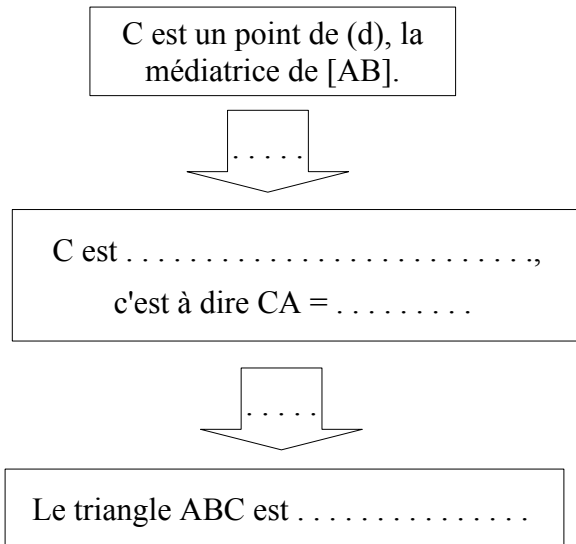 C est un point de (d), la
médiatrice de [AB].
. . . . .
C est . . . . . . . . . . . . . . . . . . . . . . . . . .,
c'est à dire CA = . . . . . . . . .
. . . . .
Le triangle ABC est . . . . . . . . . . . . . . .